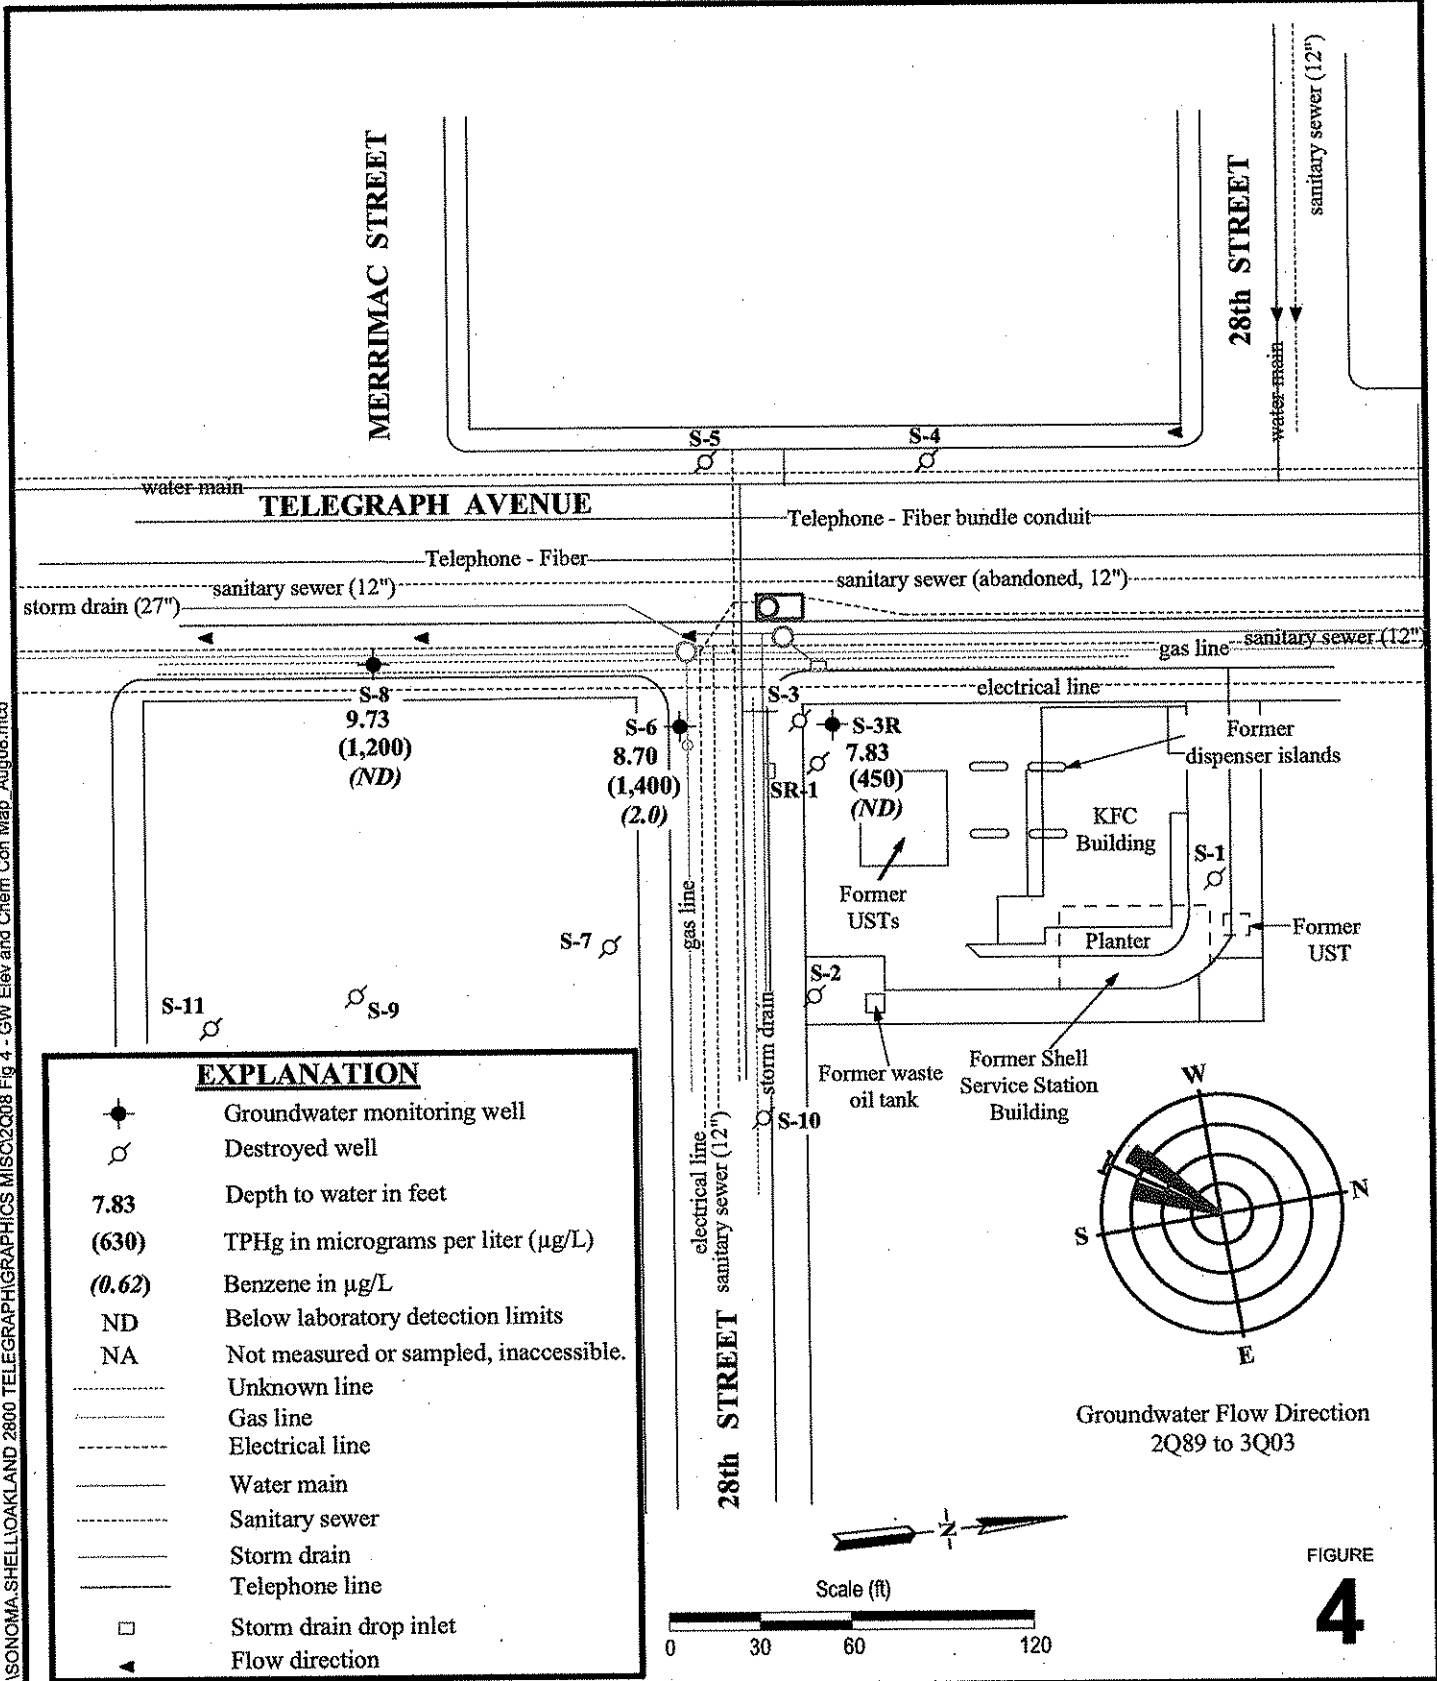 MERRIMAC STREET
28th STREET
sanitary sewer (12")
water main
S-5
S-4
water main
TELEGRAPH AVENUE
Telephone - Fiber bundle conduit
Telephone - Fiber
sanitary sewer (12")
sanitary sewer (abandoned, 12")
storm drain (27")
sanitary sewer (12"
gas line
electrical line
S-8
9.73
(1,200)
(ND)
S-6
8.70
(1,400)
(2.0)
S-3
S-3R
7.83
(450)
(ND)
SR-1
Former
dispenser islands
KFC
Building
S-1
Former
USTs
Former
UST
Planter
gas line
S-7
S-2
S-9
S-11
storm drain
Former waste
oil tank
Former Shell
Service Station
Building
S-10
electrical line
sanitary sewer (12")
28th STREET
EXPLANATION
Groundwater monitoring well
Destroyed well
7.83 Depth to water in feet
(630) TPHg in micrograms per liter (µg/L)
(0.62) Benzene in µg/L
ND Below laboratory detection limits
NA Not measured or sampled, inaccessible.
Unknown line
Gas line
Electrical line
Water main
Sanitary sewer
Storm drain
Telephone line
Storm drain drop inlet
Flow direction
W
N
S
E
Groundwater Flow Direction
2Q89 to 3Q03
N
Scale (ft)
0 30 60 120
FIGURE
4
\SONOMA.SHELL\OAKLAND 2800 TELEGRAPH\GRAPHICS MISC\2Q08 Fig 4 - GW Elev and Chem Con Map_Aug08.mcd